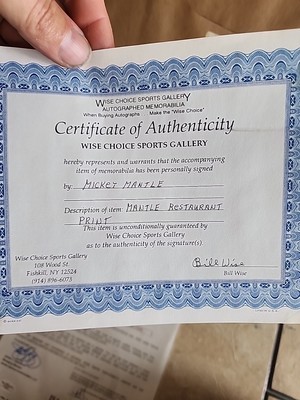 WISE CHOICE SPORTS GALLERY
AUTOGRAPHED MEMORABILIA
When Buying Autographs Make the "Wise Choice"
Certificate of Authenticity
WISE CHOICE SPORTS GALLERY
hereby represents and warrants that the accompanying
item of memorabilia has been personally signed
by: MICKEY MANTLE
Description of item: MANTLE RESTAURANT
PRINT
This item is unconditionally guaranteed by
Wise Choice Sports Gallery
as to the authenticity of the signature(s)
Wise Choice Sports Gallery
108 Wood St.
Fishkill, NY 12524
(914) 896-6073
Bill Wise
Bill Wise